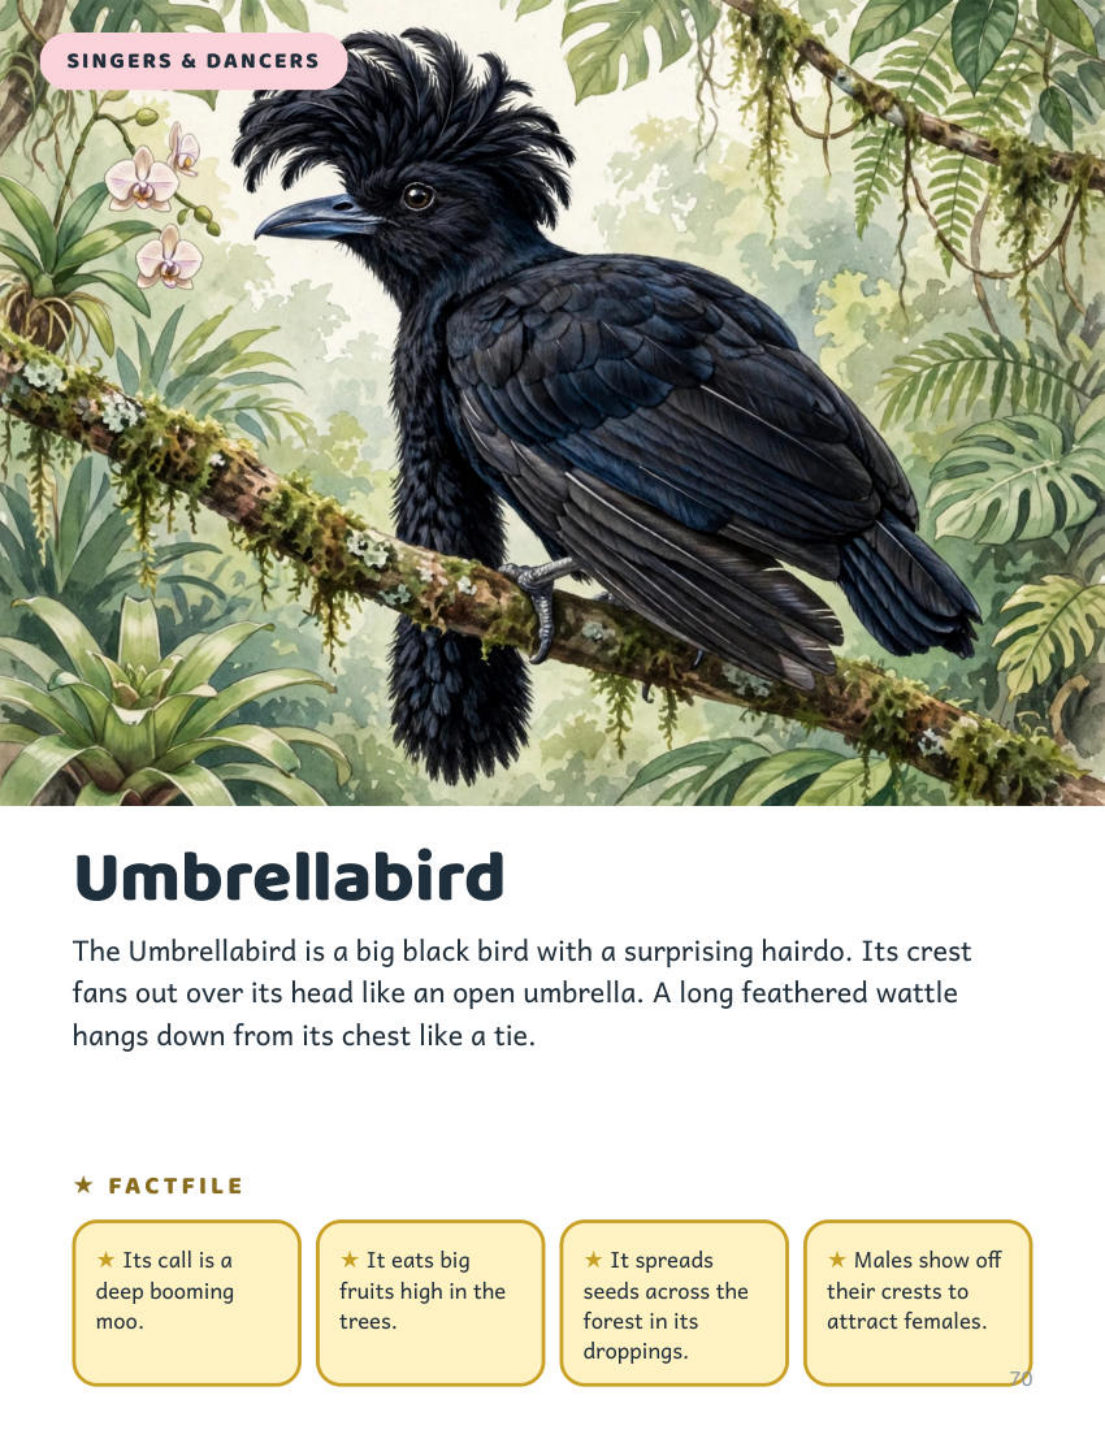 SINGERS & DANCERS
Umbrellabird
The Umbrellabird is a big black bird with a surprising hairdo. Its crest
fans out over its head like an open umbrella. A long feathered wattle
hangs down from its chest like a tie.
★ FACTFILE
★ Its call is a
deep booming
moo.
★ It eats big
fruits high in the
trees.
★ It spreads
seeds across the
forest in its
droppings.
★ Males show off
their crests to
attract females.
70